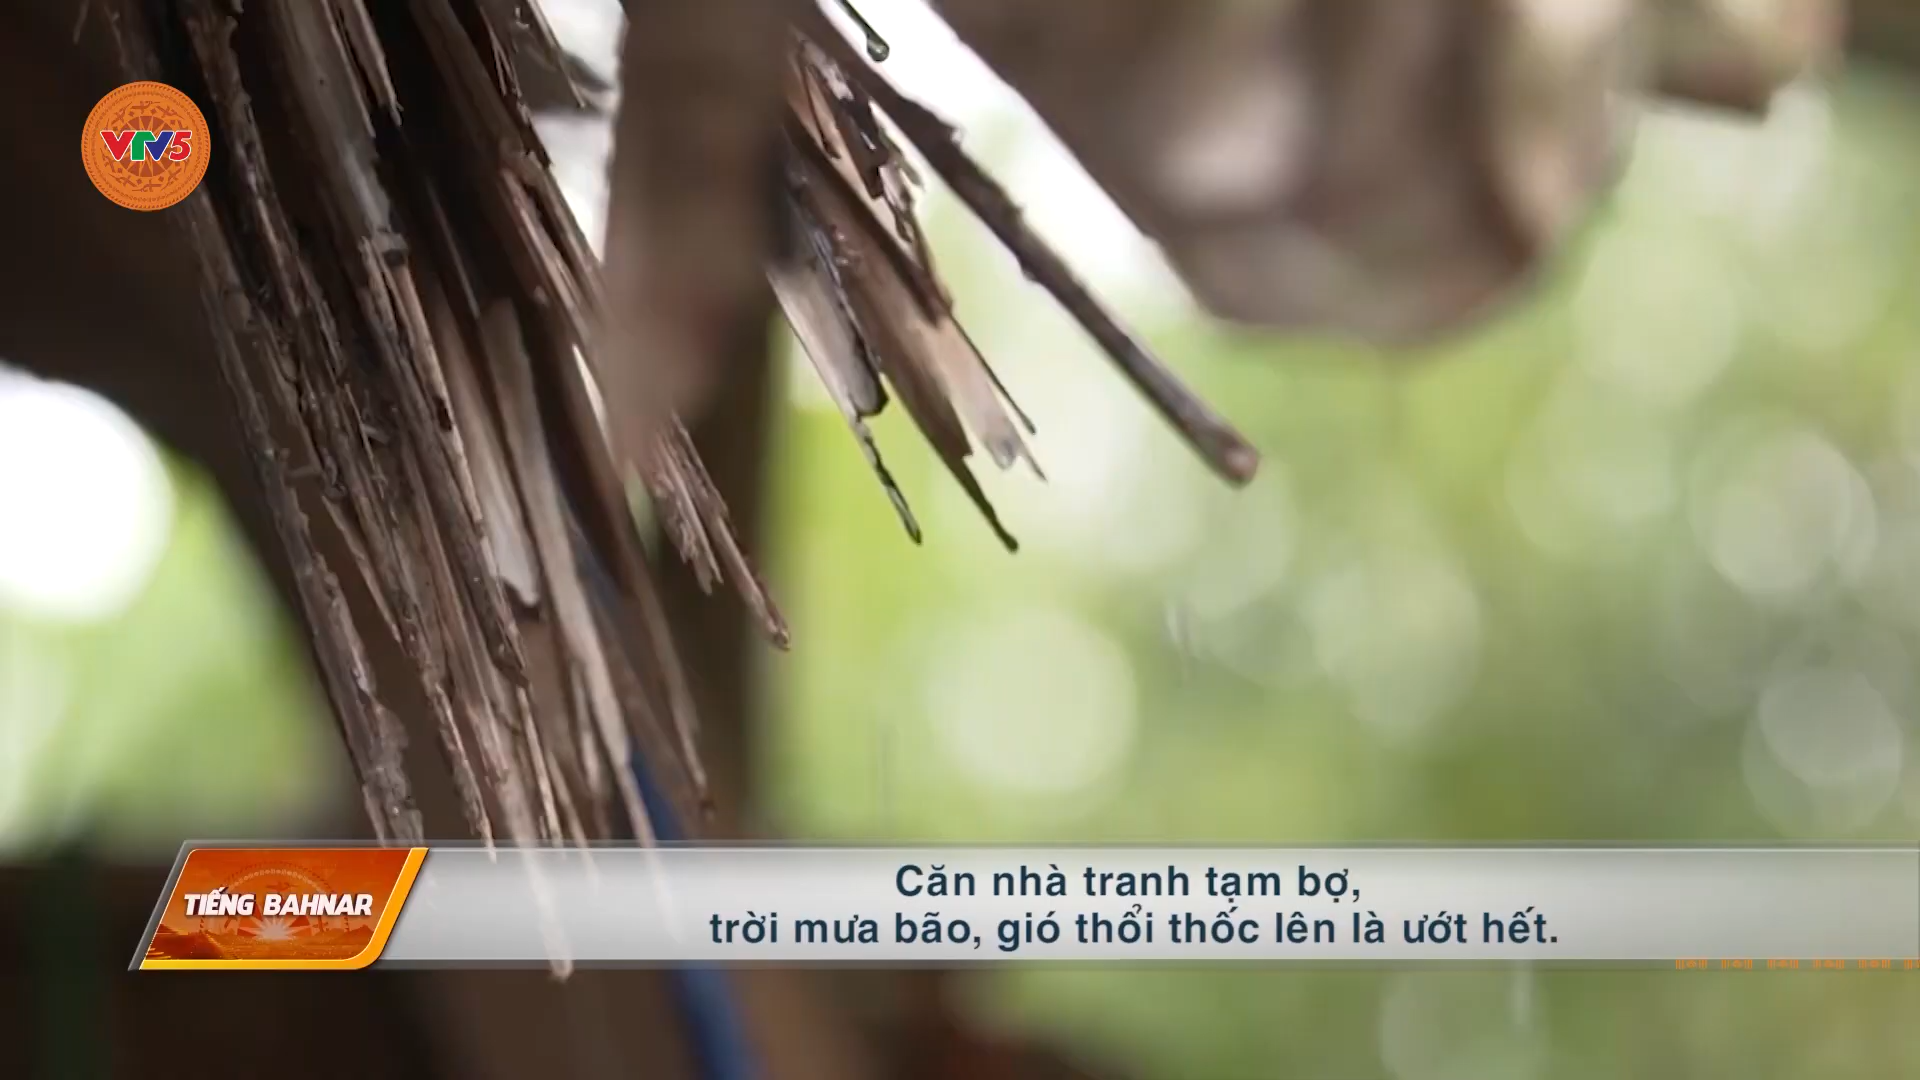 VTV5
TIẾNG BAHNAR
Căn nhà tranh tạm bợ,
trời mưa bão, gió thổi thốc lên là ướt hết.